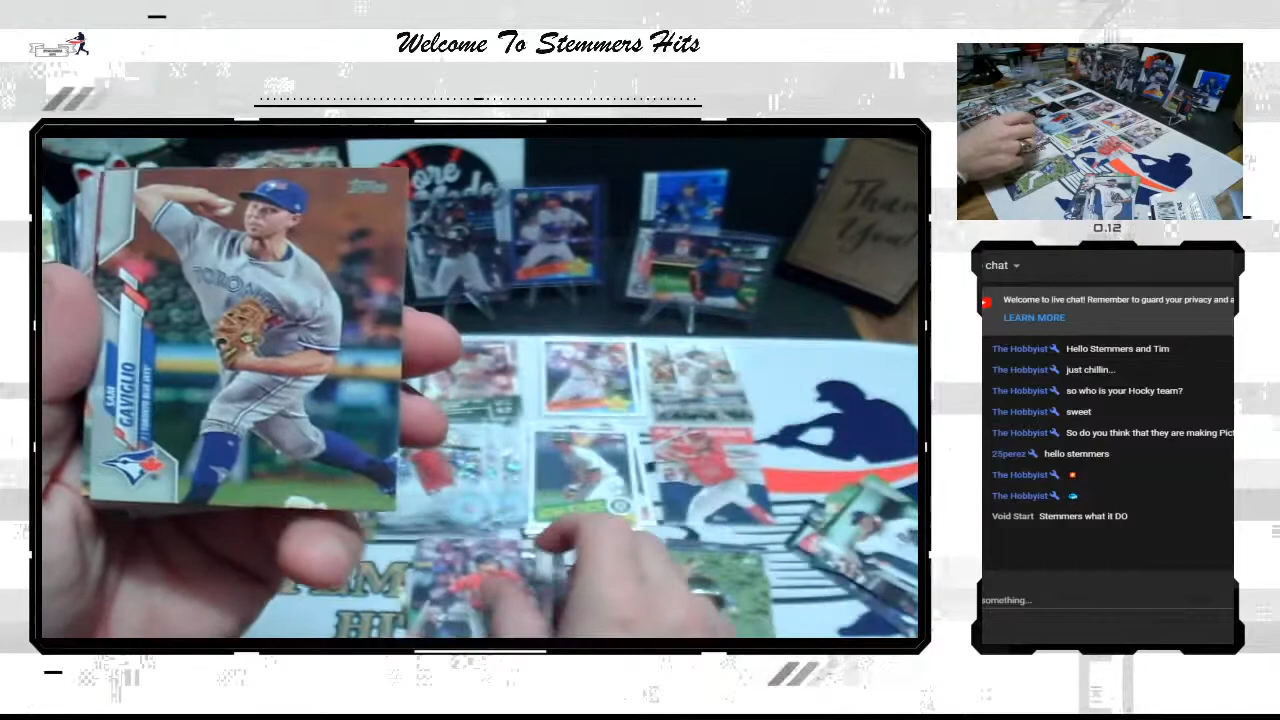 Welcome To Stemmers Hits
Topps
TORONTO
SAM
GAVIGLIO
TORONTO BLUE JAYS
Than
You!
0.12
chat
Welcome to live chat! Remember to guard your privacy and a
LEARN MORE
The Hobbyist Hello Stemmers and Tim
The Hobbyist just chillin...
The Hobbyist so who is your Hocky team?
The Hobbyist sweet
The Hobbyist So do you think that they are making Pict
25perez hello stemmers
The Hobbyist
The Hobbyist
Void Start Stemmers what it DO
something...